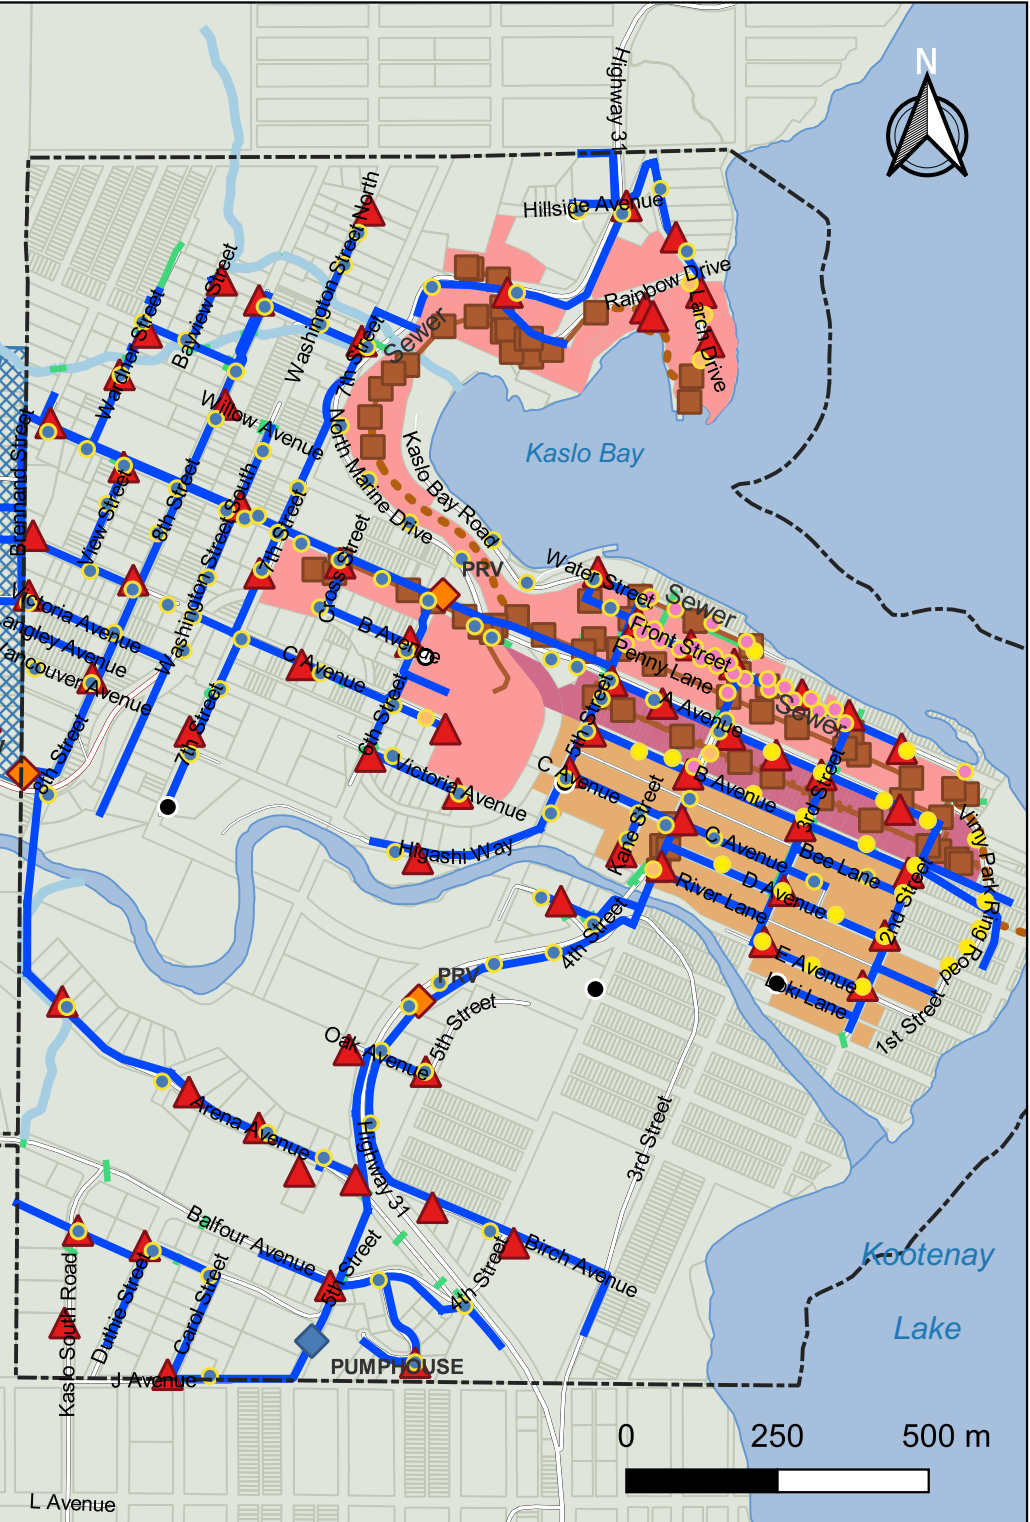 N
Highway 31
Hillside Avenue
Washington Street North
Bayview Street
Rainbow Drive
Larch Drive
Wardner Street
7th Street
Sewer
Willow Avenue
North Marine Drive
Kaslo Bay Road
Kaslo Bay
Brennand Street
View Street
8th Street
Washington Street South
7th Street
Cross Street
PRV
Water Street
Sewer
Front Street
Penny Lane
Victoria Avenue
angley Avenue
ancouver Avenue
B Avenue
C Avenue
6th Street
5th Street
A Avenue
Sewer
8th Street
7th Street
Victoria Avenue
C Avenue
B Avenue
3rd Street
Kane Street
Higashi Way
C Avenue
Bee Lane
Vimy Park
Ring Road
D Avenue
River Lane
2nd Street
4th Street
E Avenue
Loki Lane
1st Street
PRV
5th Street
Oak Avenue
Arena Avenue
Highway 31
3rd Street
Balfour Avenue
5th Street
4th Street
Birch Avenue
Kootenay
Lake
Kaslo South Road
Duthie Street
Carol Street
J Avenue
PUMPHOUSE
L Avenue
0 250 500 m